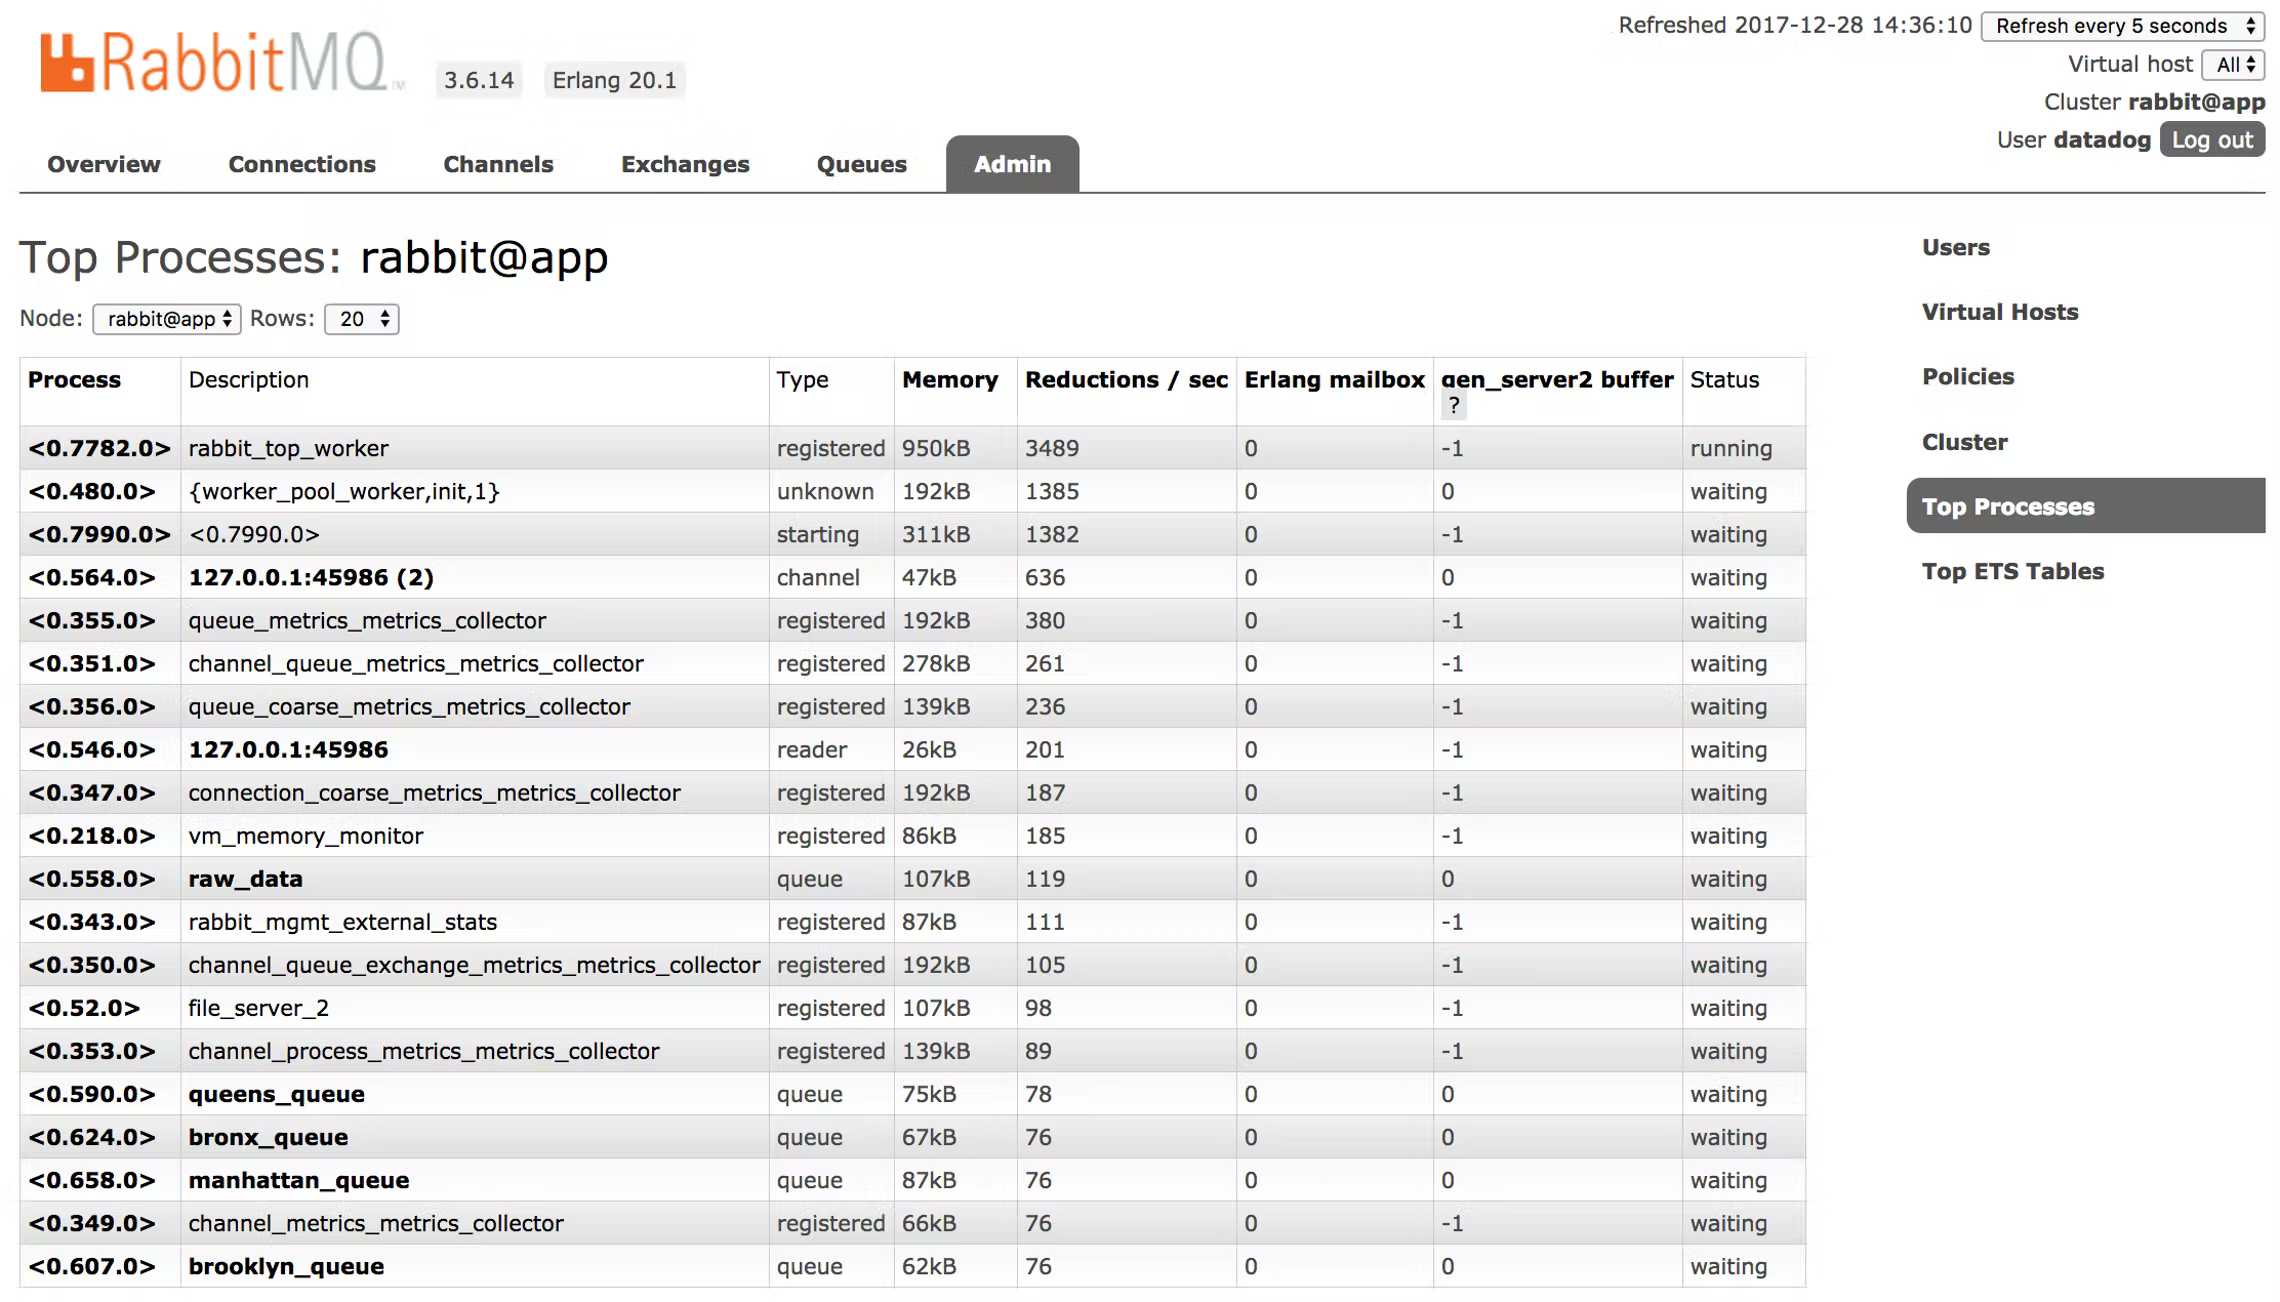 RabbitMQ TM 3.6.14 Erlang 20.1
Refreshed 2017-12-28 14:36:10 Refresh every 5 seconds
Virtual host All
Cluster rabbit@app
User datadog Log out
Overview Connections Channels Exchanges Queues Admin
Top Processes: rabbit@app
Node: rabbit@app Rows: 20
Process Description Type Memory Reductions / sec Erlang mailbox gen_server2 buffer Status
?
<0.7782.0> rabbit_top_worker registered 950kB 3489 0 -1 running
<0.480.0> {worker_pool_worker,init,1} unknown 192kB 1385 0 0 waiting
<0.7990.0> <0.7990.0> starting 311kB 1382 0 -1 waiting
<0.564.0> 127.0.0.1:45986 (2) channel 47kB 636 0 0 waiting
<0.355.0> queue_metrics_metrics_collector registered 192kB 380 0 -1 waiting
<0.351.0> channel_queue_metrics_metrics_collector registered 278kB 261 0 -1 waiting
<0.356.0> queue_coarse_metrics_metrics_collector registered 139kB 236 0 -1 waiting
<0.546.0> 127.0.0.1:45986 reader 26kB 201 0 -1 waiting
<0.347.0> connection_coarse_metrics_metrics_collector registered 192kB 187 0 -1 waiting
<0.218.0> vm_memory_monitor registered 86kB 185 0 -1 waiting
<0.558.0> raw_data queue 107kB 119 0 0 waiting
<0.343.0> rabbit_mgmt_external_stats registered 87kB 111 0 -1 waiting
<0.350.0> channel_queue_exchange_metrics_metrics_collector registered 192kB 105 0 -1 waiting
<0.52.0> file_server_2 registered 107kB 98 0 -1 waiting
<0.353.0> channel_process_metrics_metrics_collector registered 139kB 89 0 -1 waiting
<0.590.0> queens_queue queue 75kB 78 0 0 waiting
<0.624.0> bronx_queue queue 67kB 76 0 0 waiting
<0.658.0> manhattan_queue queue 87kB 76 0 0 waiting
<0.349.0> channel_metrics_metrics_collector registered 66kB 76 0 -1 waiting
<0.607.0> brooklyn_queue queue 62kB 76 0 0 waiting
Users
Virtual Hosts
Policies
Cluster
Top Processes
Top ETS Tables